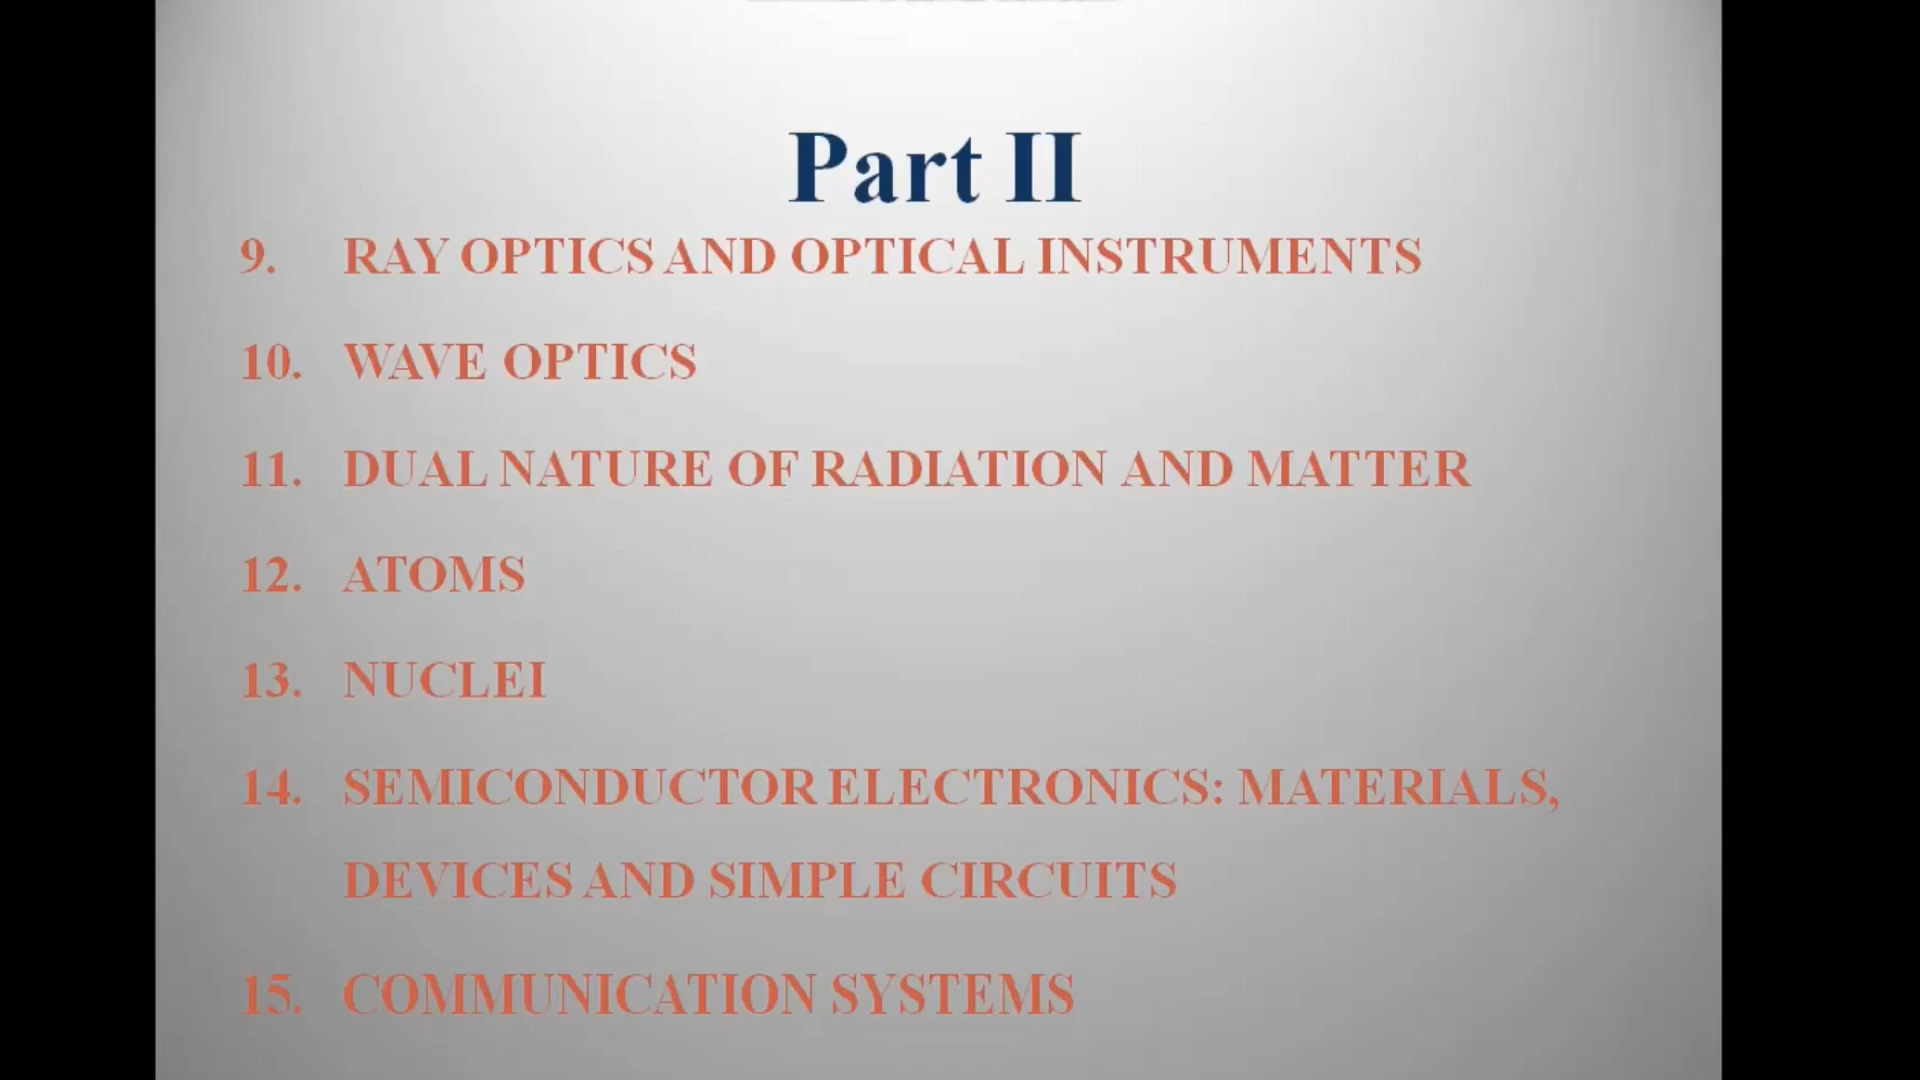 Part II
9. RAY OPTICS AND OPTICAL INSTRUMENTS
10. WAVE OPTICS
11. DUAL NATURE OF RADIATION AND MATTER
12. ATOMS
13. NUCLEI
14. SEMICONDUCTOR ELECTRONICS: MATERIALS,
DEVICES AND SIMPLE CIRCUITS
15. COMMUNICATION SYSTEMS